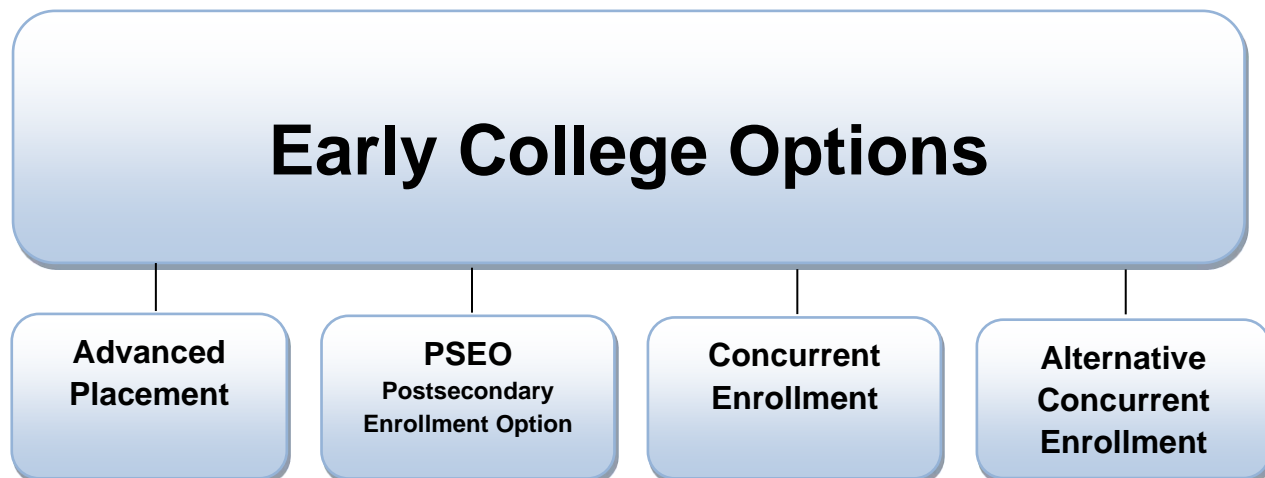 Early College Options
Advanced
Placement
PSEO
Postsecondary
Enrollment Option
Concurrent
Enrollment
Alternative
Concurrent
Enrollment